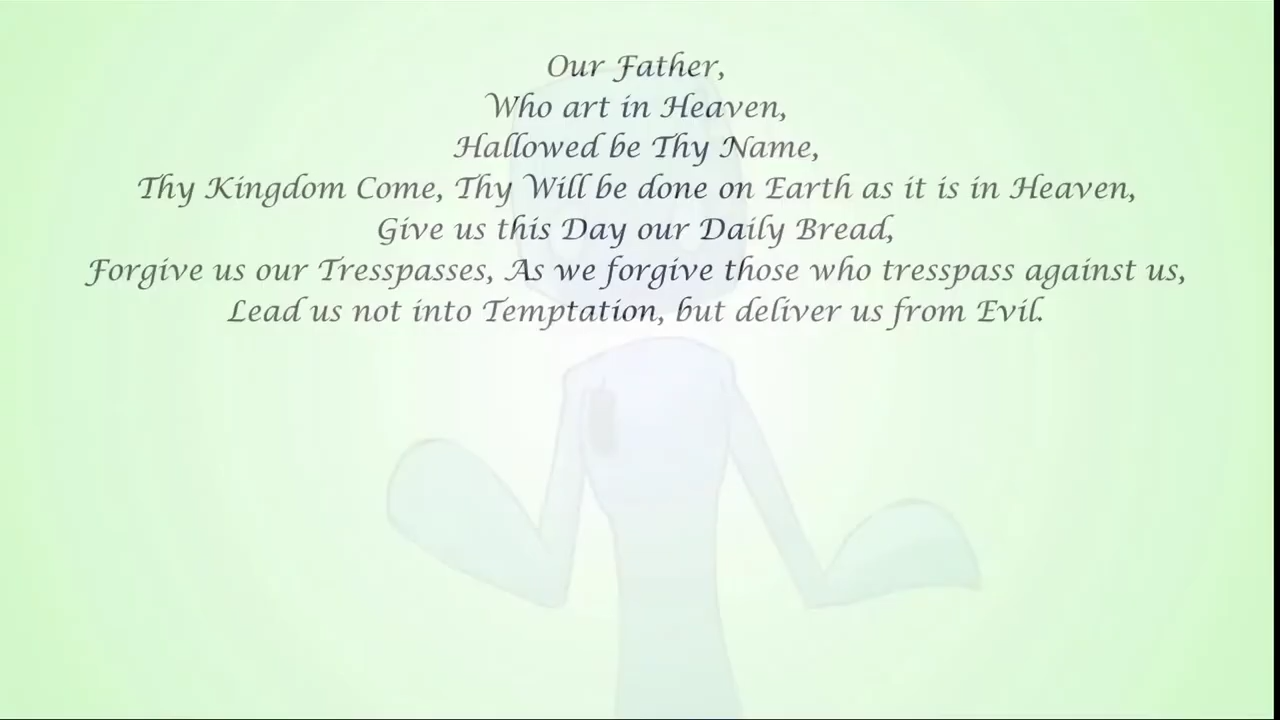 Our Father,
Who art in Heaven,
Hallowed be Thy Name,
Thy Kingdom Come, Thy Will be done on Earth as it is in Heaven,
Give us this Day our Daily Bread,
Forgive us our Tresspasses, As we forgive those who tresspass against us,
Lead us not into Temptation, but deliver us from Evil.